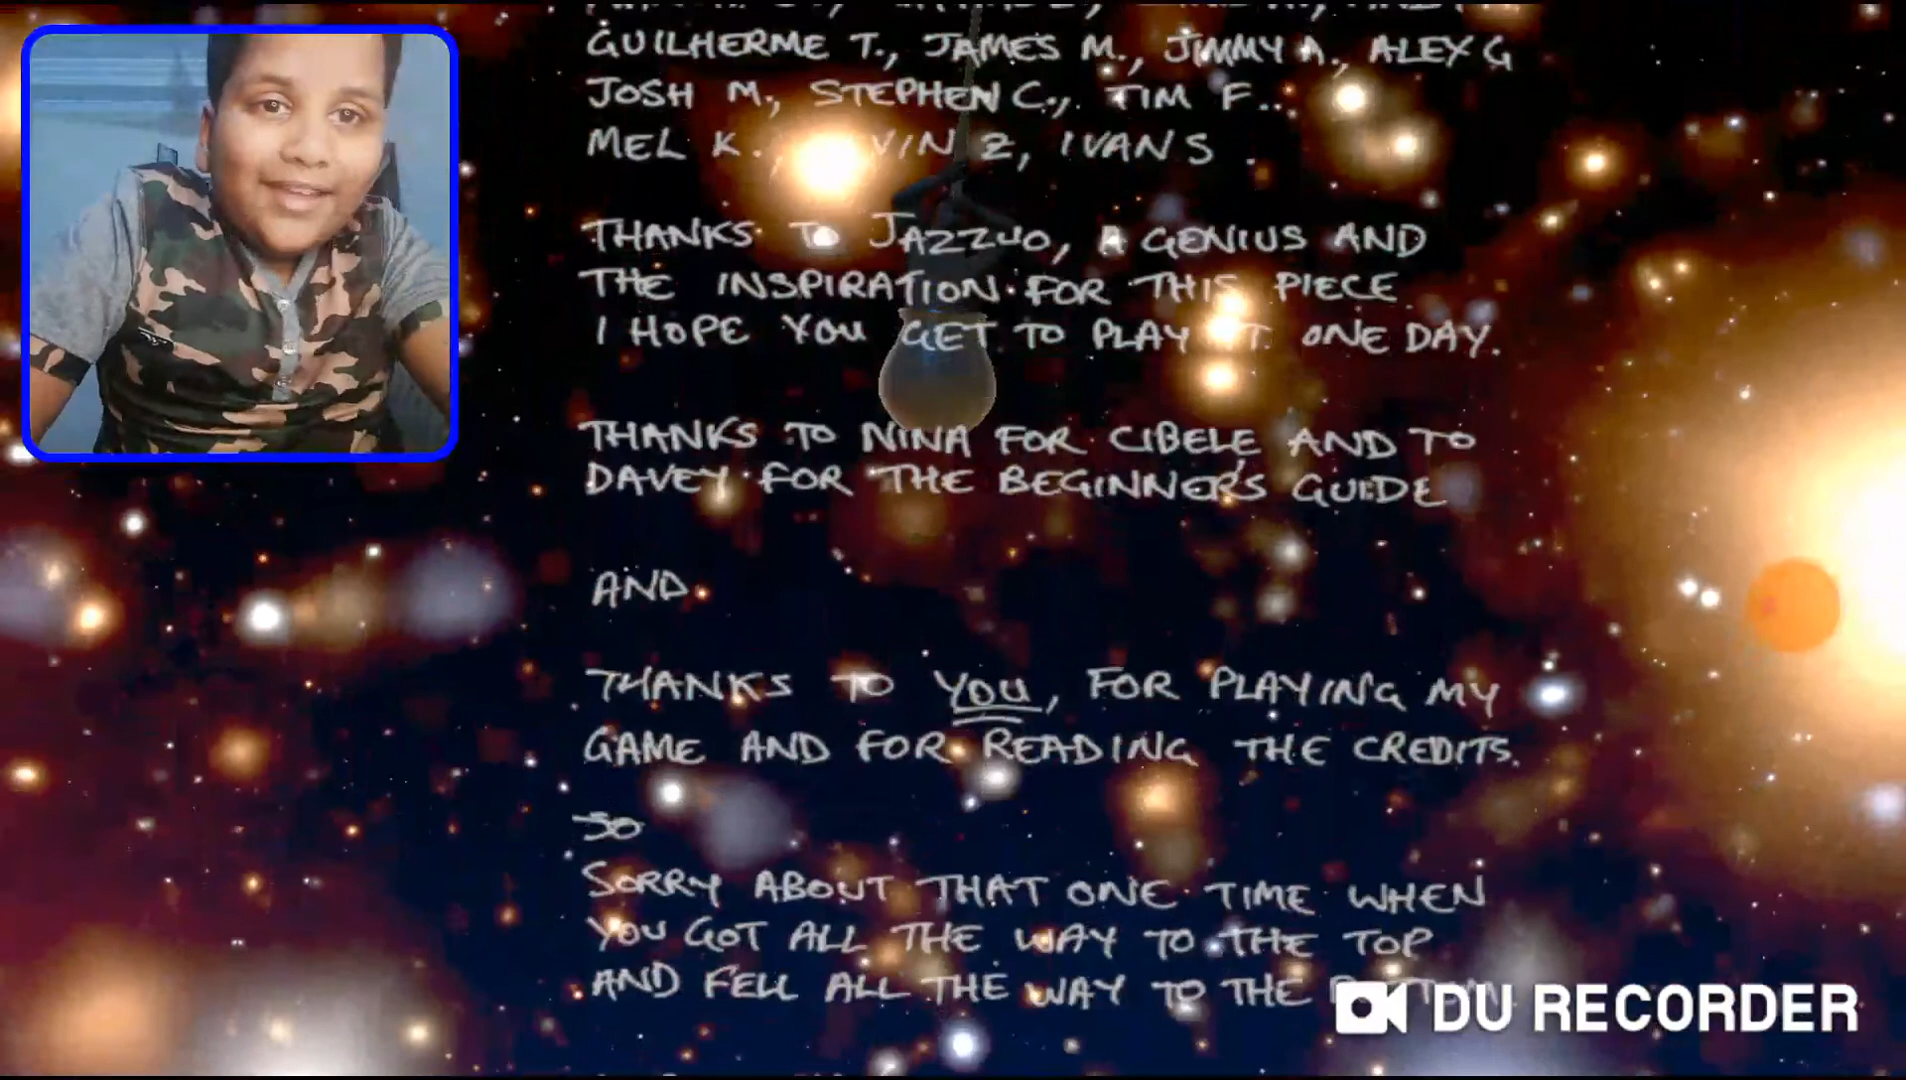 GUILHERME T., JAMES M., JIMMY A., ALEX G
JOSH M., STEPHEN C., TIM F..
MEL K., VIN Z, IVAN S.
THANKS TO JAZZUO, A GENIUS AND
THE INSPIRATION FOR THIS PIECE
I HOPE YOU GET TO PLAY IT ONE DAY.
THANKS TO NINA FOR CIBELE AND TO
DAVEY FOR THE BEGINNER'S GUIDE
AND
THANKS TO YOU, FOR PLAYING MY
GAME AND FOR READING THE CREDITS.
SO
SORRY ABOUT THAT ONE TIME WHEN
YOU GOT ALL THE WAY TO THE TOP
AND FELL ALL THE WAY TO THE
DU RECORDER